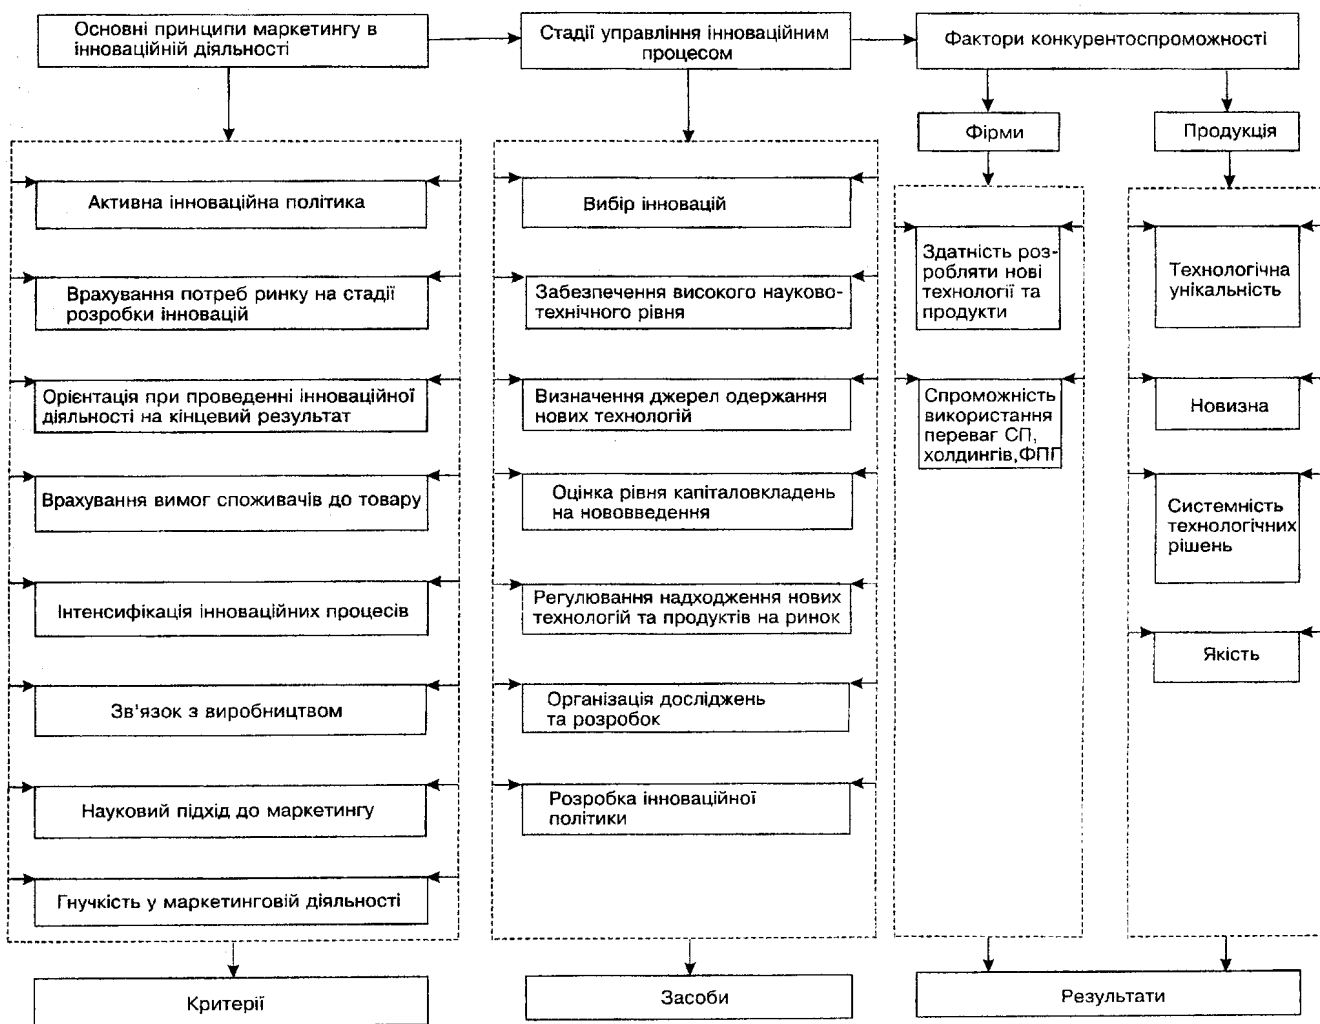 Основні принципи маркетингу в
інноваційній діяльності
Стадії управління інноваційним
процесом
Фактори конкурентоспроможності
Фірми
Продукція
Активна інноваційна політика
Врахування потреб ринку на стадії
розробки інновацій
Орієнтація при проведенні інноваційної
діяльності на кінцевий результат
Врахування вимог споживачів до товару
Інтенсифікація інноваційних процесів
Зв'язок з виробництвом
Науковий підхід до маркетингу
Гнучкість у маркетинговій діяльності
Вибір інновацій
Забезпечення високого науково-
технічного рівня
Визначення джерел одержання
нових технологій
Оцінка рівня капіталовкладень
на нововведення
Регулювання надходження нових
технологій та продуктів на ринок
Організація досліджень
та розробок
Розробка інноваційної
політики
Здатність роз-
робляти нові
технології та
продукти
Спроможність
використання
переваг СП,
холдингів,ФПГ
Технологічна
унікальність
Новизна
Системність
технологічних
рішень
Якість
Критерії
Засоби
Результати